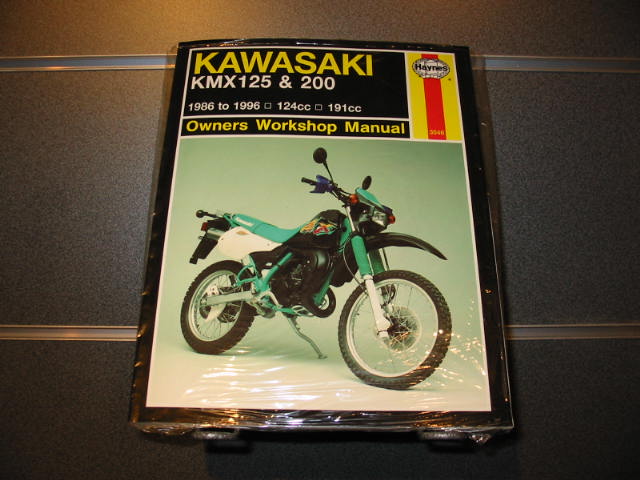 KAWASAKI
KMX125 & 200
1986 to 1996 □ 124cc □ 191cc
Owners Workshop Manual
Haynes
3046